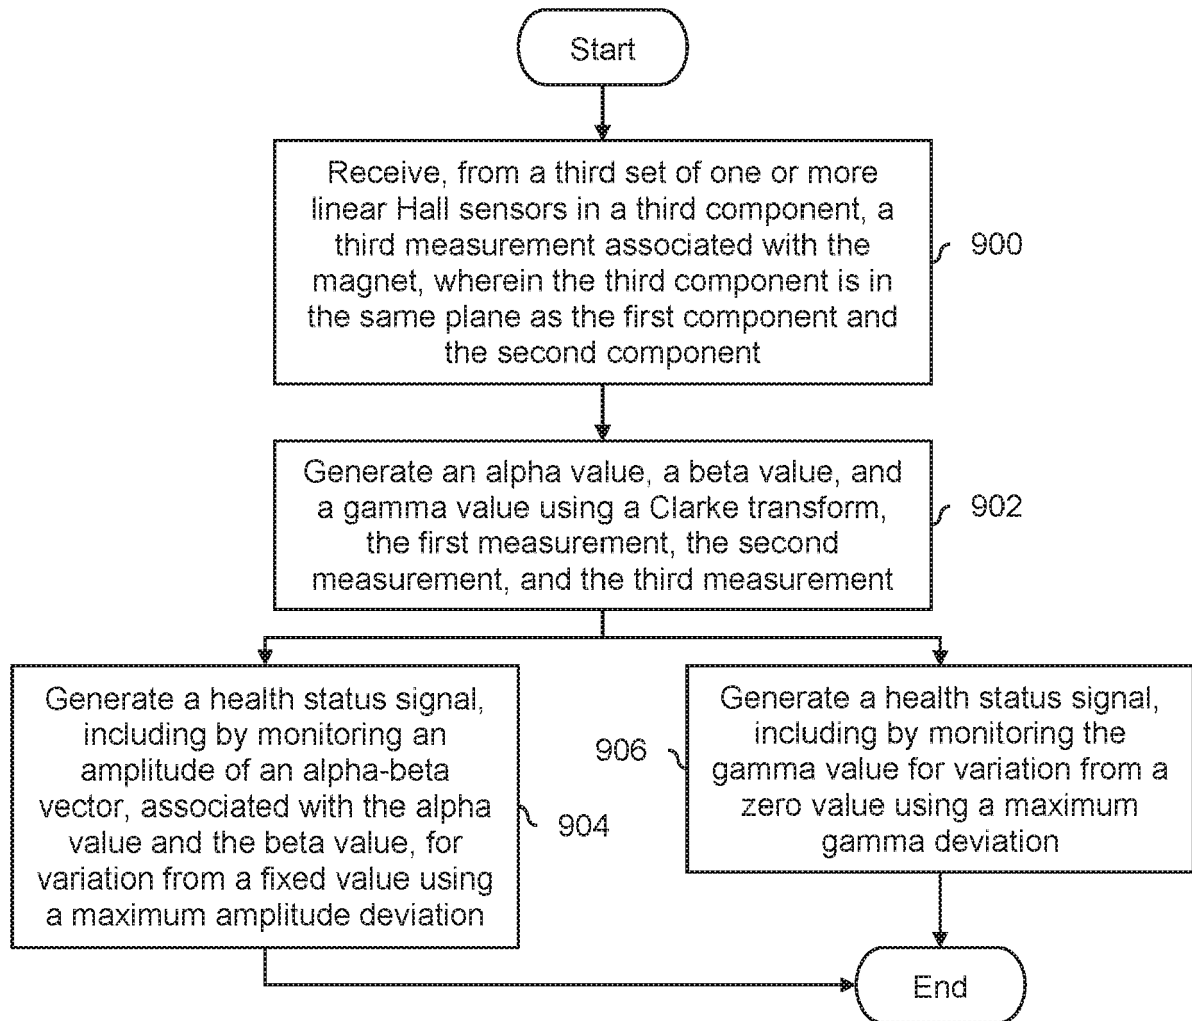 Start
Receive, from a third set of one or more
linear Hall sensors in a third component, a
third measurement associated with the
magnet, wherein the third component is in
the same plane as the first component and
the second component
900
Generate an alpha value, a beta value, and
a gamma value using a Clarke transform,
the first measurement, the second
measurement, and the third measurement
902
Generate a health status signal,
including by monitoring an
amplitude of an alpha-beta
vector, associated with the alpha
value and the beta value, for
variation from a fixed value using
a maximum amplitude deviation
904
906
Generate a health status signal,
including by monitoring the
gamma value for variation from a
zero value using a maximum
gamma deviation
End